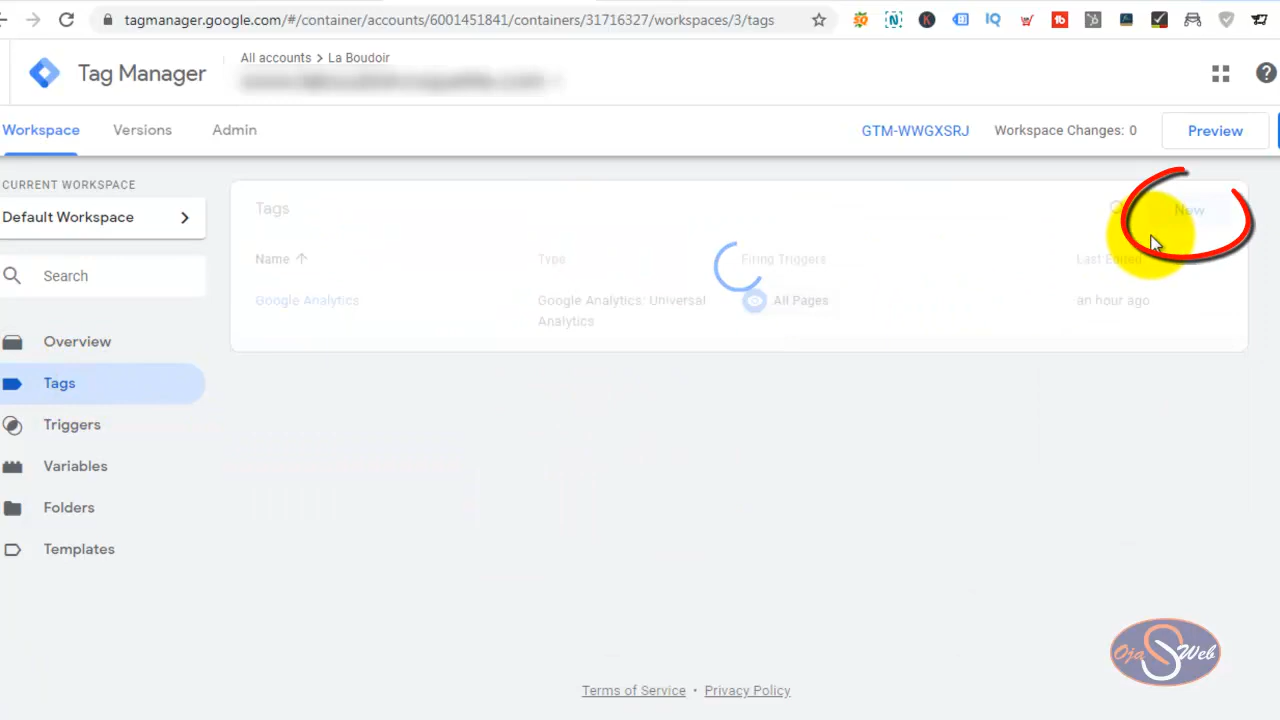 tagmanager.google.com/#/container/accounts/6001451841/containers/31716327/workspaces/3/tags
Tag Manager
All accounts > La Boudoir
Workspace Versions Admin
GTM-WWGXSRJ Workspace Changes: 0 Preview
CURRENT WORKSPACE
Default Workspace
Search
Overview
Tags
Triggers
Variables
Folders
Templates
Tags New
Name Type Firing Triggers Last Edited
Google Analytics Google Analytics: Universal Analytics All Pages an hour ago
Terms of Service • Privacy Policy
Ojas Web